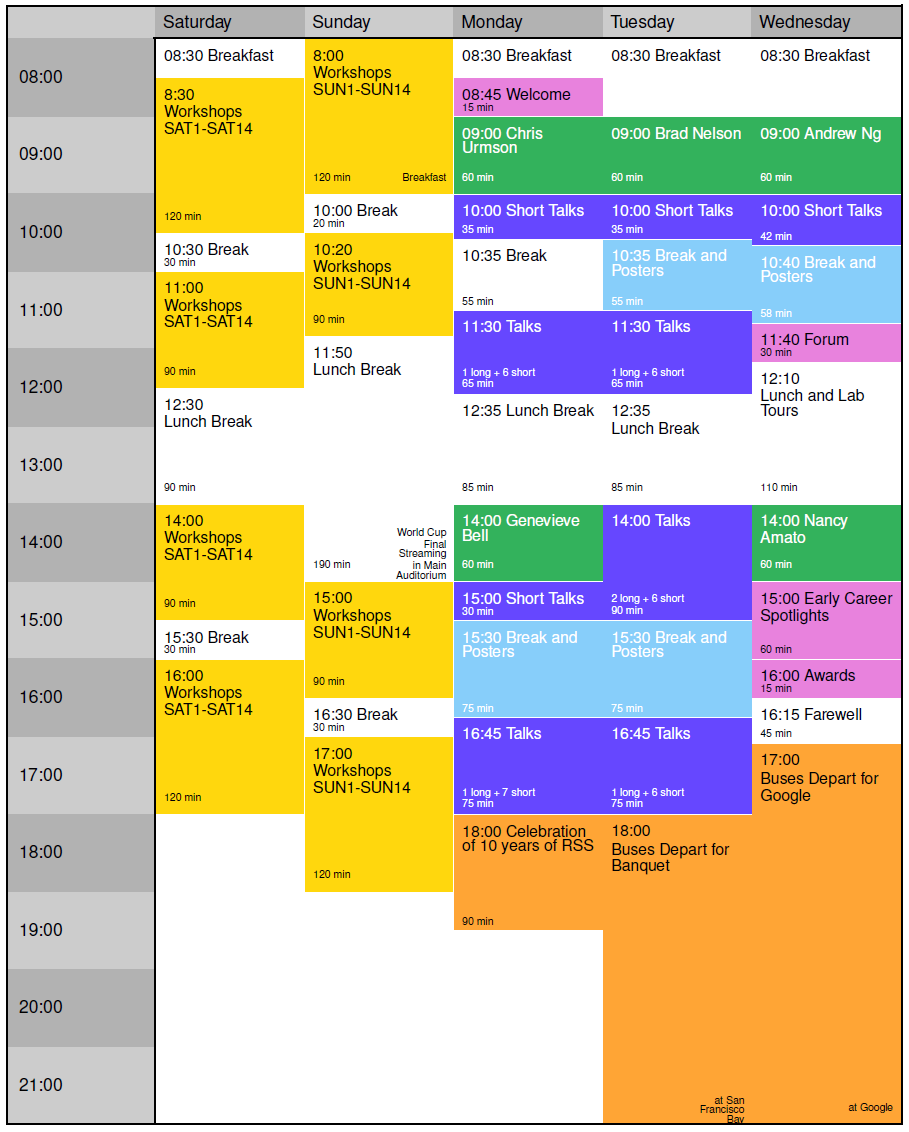 Saturday
Sunday
Monday
Tuesday
Wednesday
08:00
09:00
10:00
11:00
12:00
13:00
14:00
15:00
16:00
17:00
18:00
19:00
20:00
21:00
08:30 Breakfast
8:30
Workshops
SAT1-SAT14
120 min
10:30 Break
30 min
11:00
Workshops
SAT1-SAT14
90 min
12:30
Lunch Break
90 min
14:00
Workshops
SAT1-SAT14
90 min
15:30 Break
30 min
16:00
Workshops
SAT1-SAT14
120 min
8:00
Workshops
SUN1-SUN14
120 min
Breakfast
10:00 Break
20 min
10:20
Workshops
SUN1-SUN14
90 min
11:50
Lunch Break
190 min
World Cup
Final
Streaming
in Main
Auditorium
15:00
Workshops
SUN1-SUN14
90 min
16:30 Break
30 min
17:00
Workshops
SUN1-SUN14
120 min
08:30 Breakfast
08:45 Welcome
15 min
09:00 Chris
Urmson
60 min
10:00 Short Talks
35 min
10:35 Break
55 min
11:30 Talks
1 long + 6 short
65 min
12:35 Lunch Break
85 min
14:00 Genevieve
Bell
60 min
15:00 Short Talks
30 min
15:30 Break and
Posters
75 min
16:45 Talks
1 long + 7 short
75 min
18:00 Celebration
of 10 years of RSS
90 min
08:30 Breakfast
09:00 Brad Nelson
60 min
10:00 Short Talks
35 min
10:35 Break and
Posters
55 min
11:30 Talks
1 long + 6 short
65 min
12:35
Lunch Break
85 min
14:00 Talks
2 long + 6 short
90 min
15:30 Break and
Posters
75 min
16:45 Talks
1 long + 6 short
75 min
18:00
Buses Depart for
Banquet
at San
Francisco
Bay
08:30 Breakfast
09:00 Andrew Ng
60 min
10:00 Short Talks
42 min
10:40 Break and
Posters
58 min
11:40 Forum
30 min
12:10
Lunch and Lab
Tours
110 min
14:00 Nancy
Amato
60 min
15:00 Early Career
Spotlights
60 min
16:00 Awards
15 min
16:15 Farewell
45 min
17:00
Buses Depart for
Google
at Google